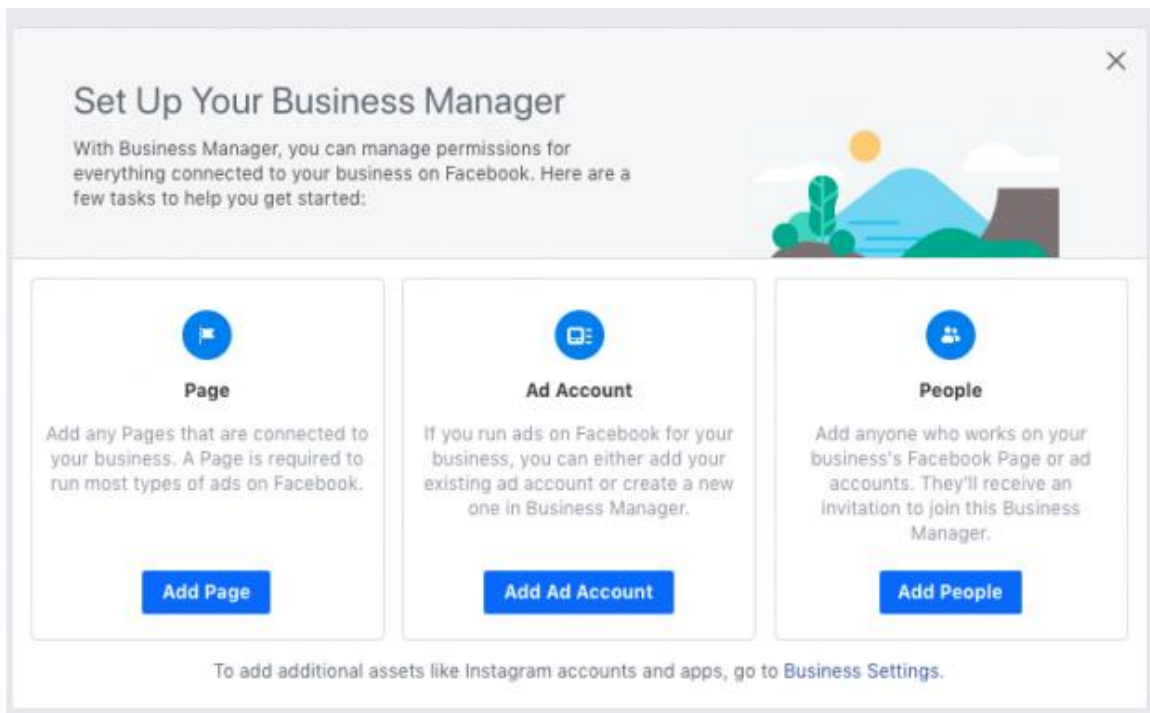 Set Up Your Business Manager
With Business Manager, you can manage permissions for
everything connected to your business on Facebook. Here are a
few tasks to help you get started:
Page
Add any Pages that are connected to
your business. A Page is required to
run most types of ads on Facebook.
Add Page
Ad Account
If you run ads on Facebook for your
business, you can either add your
existing ad account or create a new
one in Business Manager.
Add Ad Account
People
Add anyone who works on your
business's Facebook Page or ad
accounts. They'll receive an
invitation to join this Business
Manager.
Add People
To add additional assets like Instagram accounts and apps, go to Business Settings.